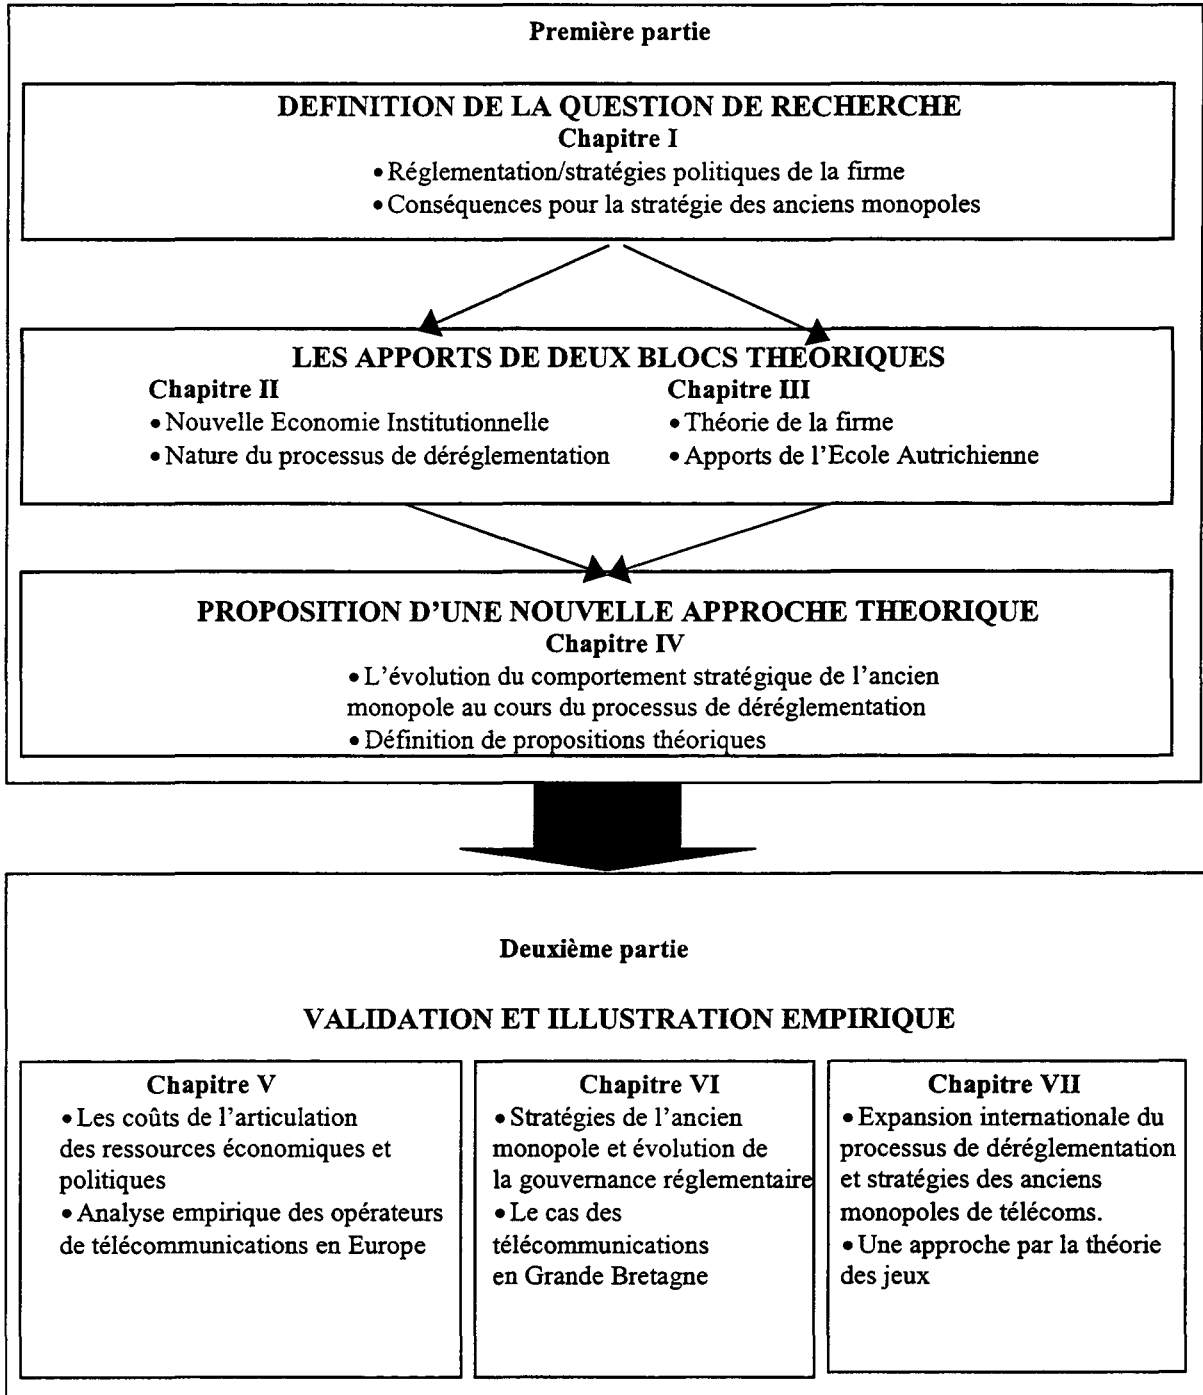 Première partie
DEFINITION DE LA QUESTION DE RECHERCHE
Chapitre I
• Réglementation/stratégies politiques de la firme
• Conséquences pour la stratégie des anciens monopoles
LES APPORTS DE DEUX BLOCS THEORIQUES
Chapitre II
• Nouvelle Economie Institutionnelle
• Nature du processus de déréglementation
Chapitre III
• Théorie de la firme
• Apports de l'Ecole Autrichienne
PROPOSITION D'UNE NOUVELLE APPROCHE THEORIQUE
Chapitre IV
• L'évolution du comportement stratégique de l'ancien
monopole au cours du processus de déréglementation
• Définition de propositions théoriques
Deuxième partie
VALIDATION ET ILLUSTRATION EMPIRIQUE
Chapitre V
• Les coûts de l'articulation
des ressources économiques et
politiques
• Analyse empirique des opérateurs
de télécommunications en Europe
Chapitre VI
• Stratégies de l'ancien
monopole et évolution de
la gouvernance réglementaire
• Le cas des
télécommunications
en Grande Bretagne
Chapitre VII
• Expansion internationale du
processus de déréglementation
et stratégies des anciens
monopoles de télécoms.
• Une approche par la théorie
des jeux